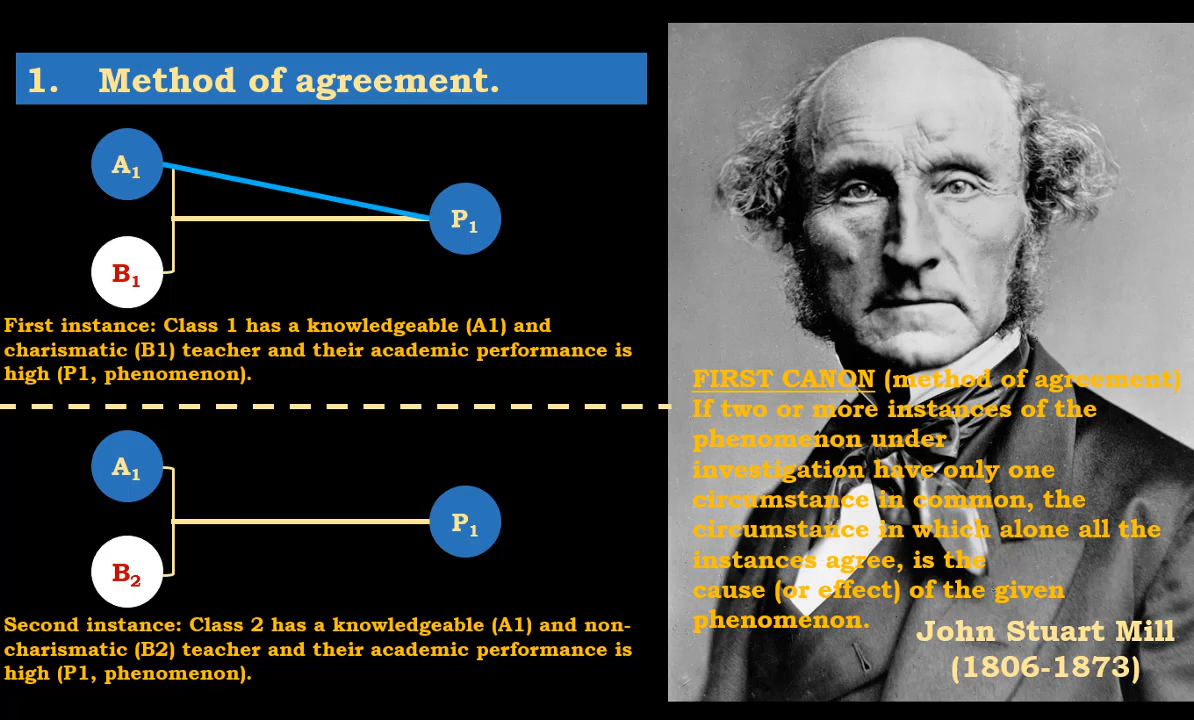 1. Method of agreement.
A1
P1
B1
First instance: Class 1 has a knowledgeable (A1) and
charismatic (B1) teacher and their academic performance is
high (P1, phenomenon).
A1
P1
B2
Second instance: Class 2 has a knowledgeable (A1) and non-
charismatic (B2) teacher and their academic performance is
high (P1, phenomenon).
FIRST CANON (method of agreement)
If two or more instances of the
phenomenon under
investigation have only one
circumstance in common, the
circumstance in which alone all the
instances agree, is the
cause (or effect) of the given
phenomenon.
John Stuart Mill
(1806-1873)